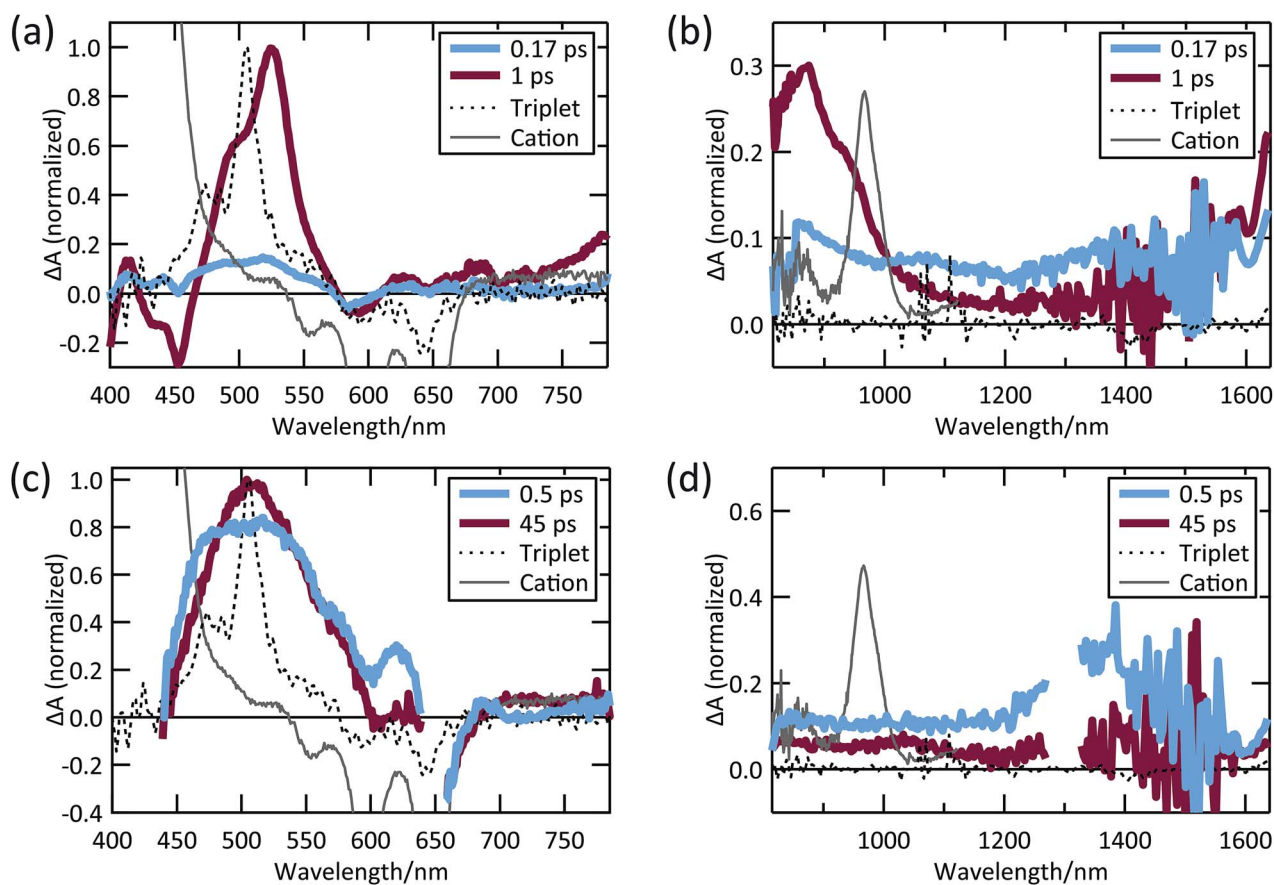 (a)
ΔA (normalized)
1.0
0.8
0.6
0.4
0.2
0.0
-0.2
0.17 ps
1 ps
Triplet
Cation
400 450 500 550 600 650 700 750
Wavelength/nm
(b)
ΔA (normalized)
0.3
0.2
0.1
0.0
0.17 ps
1 ps
Triplet
Cation
1000 1200 1400 1600
Wavelength/nm
(c)
ΔA (normalized)
1.0
0.8
0.6
0.4
0.2
0.0
-0.2
-0.4
0.5 ps
45 ps
Triplet
Cation
400 450 500 550 600 650 700 750
Wavelength/nm
(d)
ΔA (normalized)
0.6
0.4
0.2
0.0
0.5 ps
45 ps
Triplet
Cation
1000 1200 1400 1600
Wavelength/nm